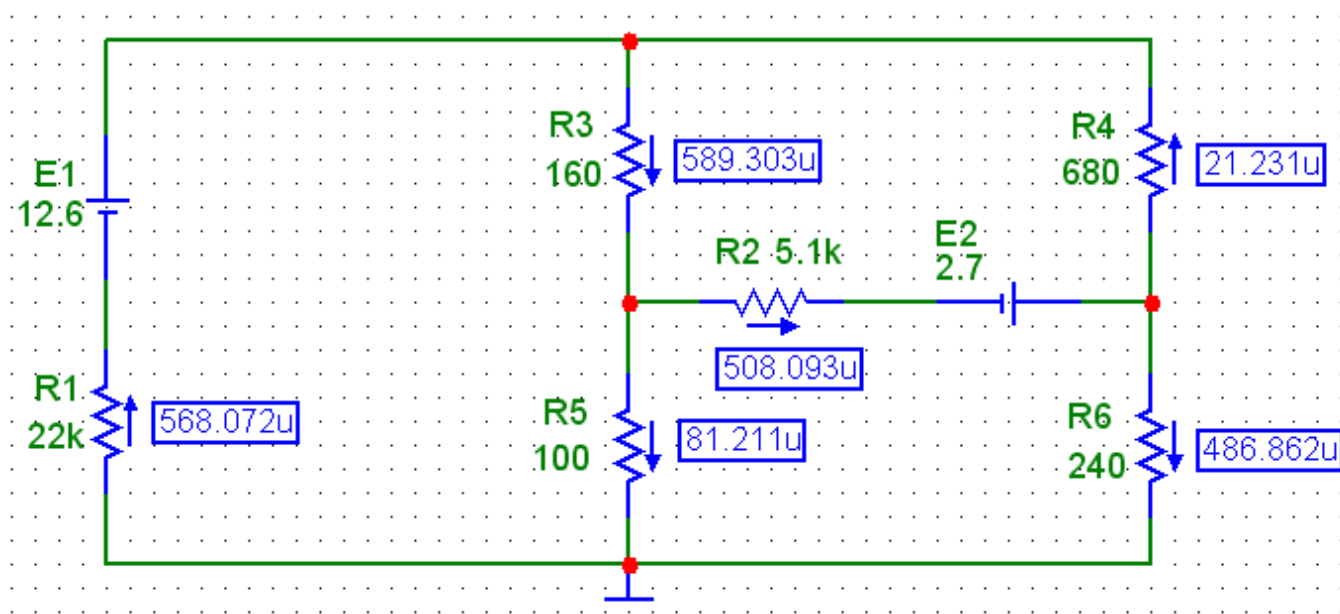 R3
160
589.303u
R4
680
21.231u
E1
12.6
R2 5.1k
E2
2.7
508.093u
R1
22k
568.072u
R5
100
81.211u
R6
240
486.862u